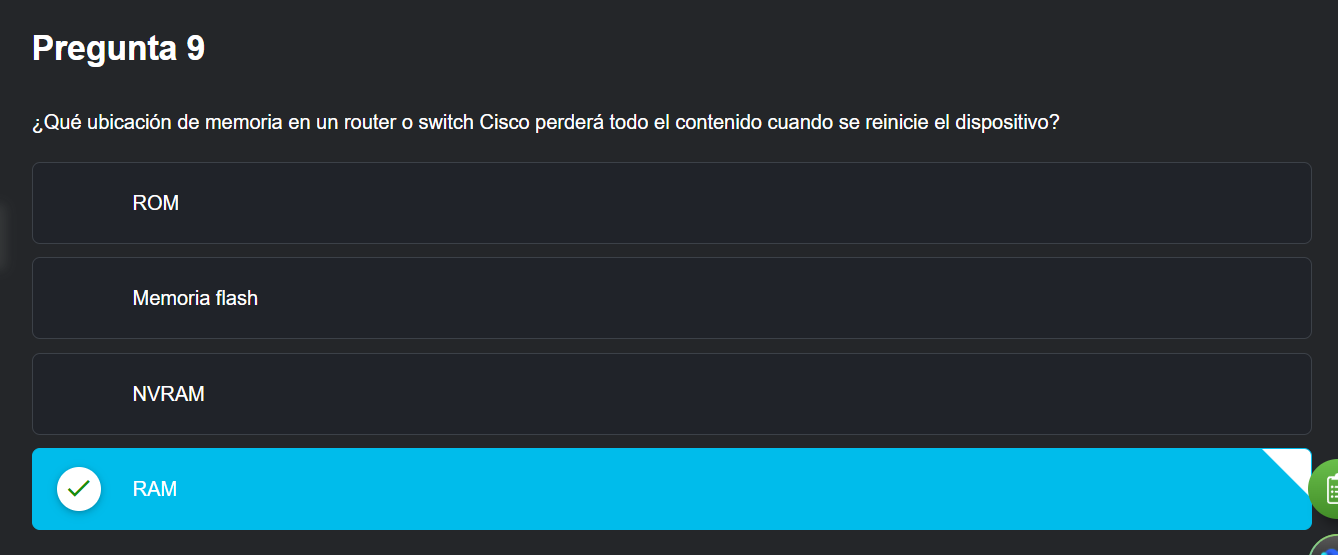 Pregunta 9
¿Qué ubicación de memoria en un router o switch Cisco perderá todo el contenido cuando se reinicie el dispositivo?
ROM
Memoria flash
NVRAM
RAM